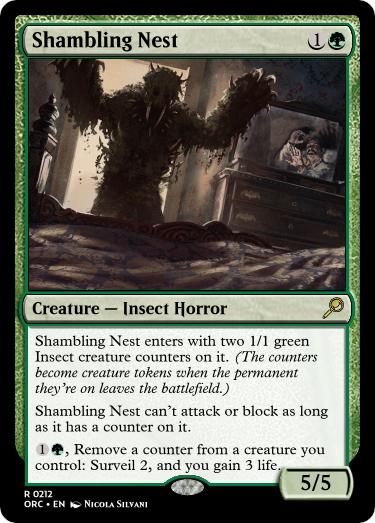 Shambling Nest 1
Creature — Insect Horror
Shambling Nest enters with two 1/1 green
Insect creature counters on it. (The counters
become creature tokens when the permanent
they're on leaves the battlefield.)
Shambling Nest can't attack or block as long
as it has a counter on it.
1 , Remove a counter from a creature you
control: Surveil 2, and you gain 3 life.
5/5
R 0212
ORC • EN Nicola Silvani